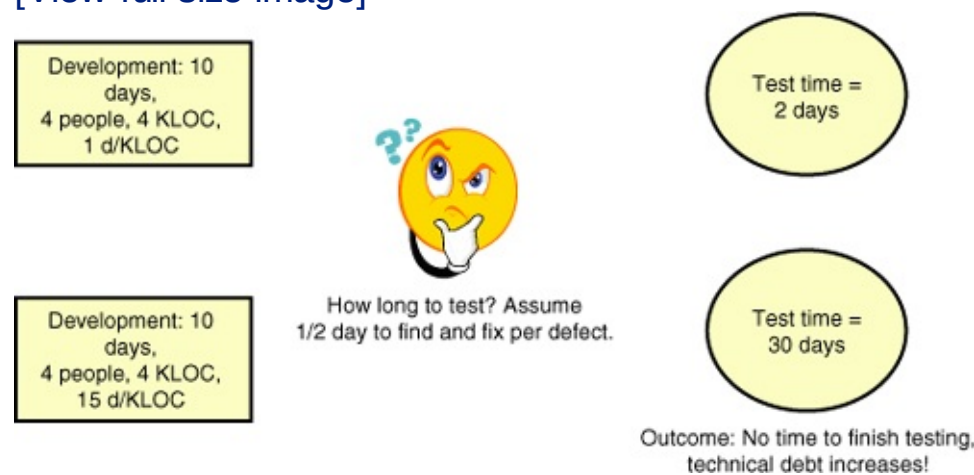 Development: 10
days,
4 people, 4 KLOC,
1 d/KLOC
Test time =
2 days
??
How long to test? Assume
1/2 day to find and fix per defect.
Development: 10
days,
4 people, 4 KLOC,
15 d/KLOC
Test time =
30 days
Outcome: No time to finish testing,
technical debt increases!